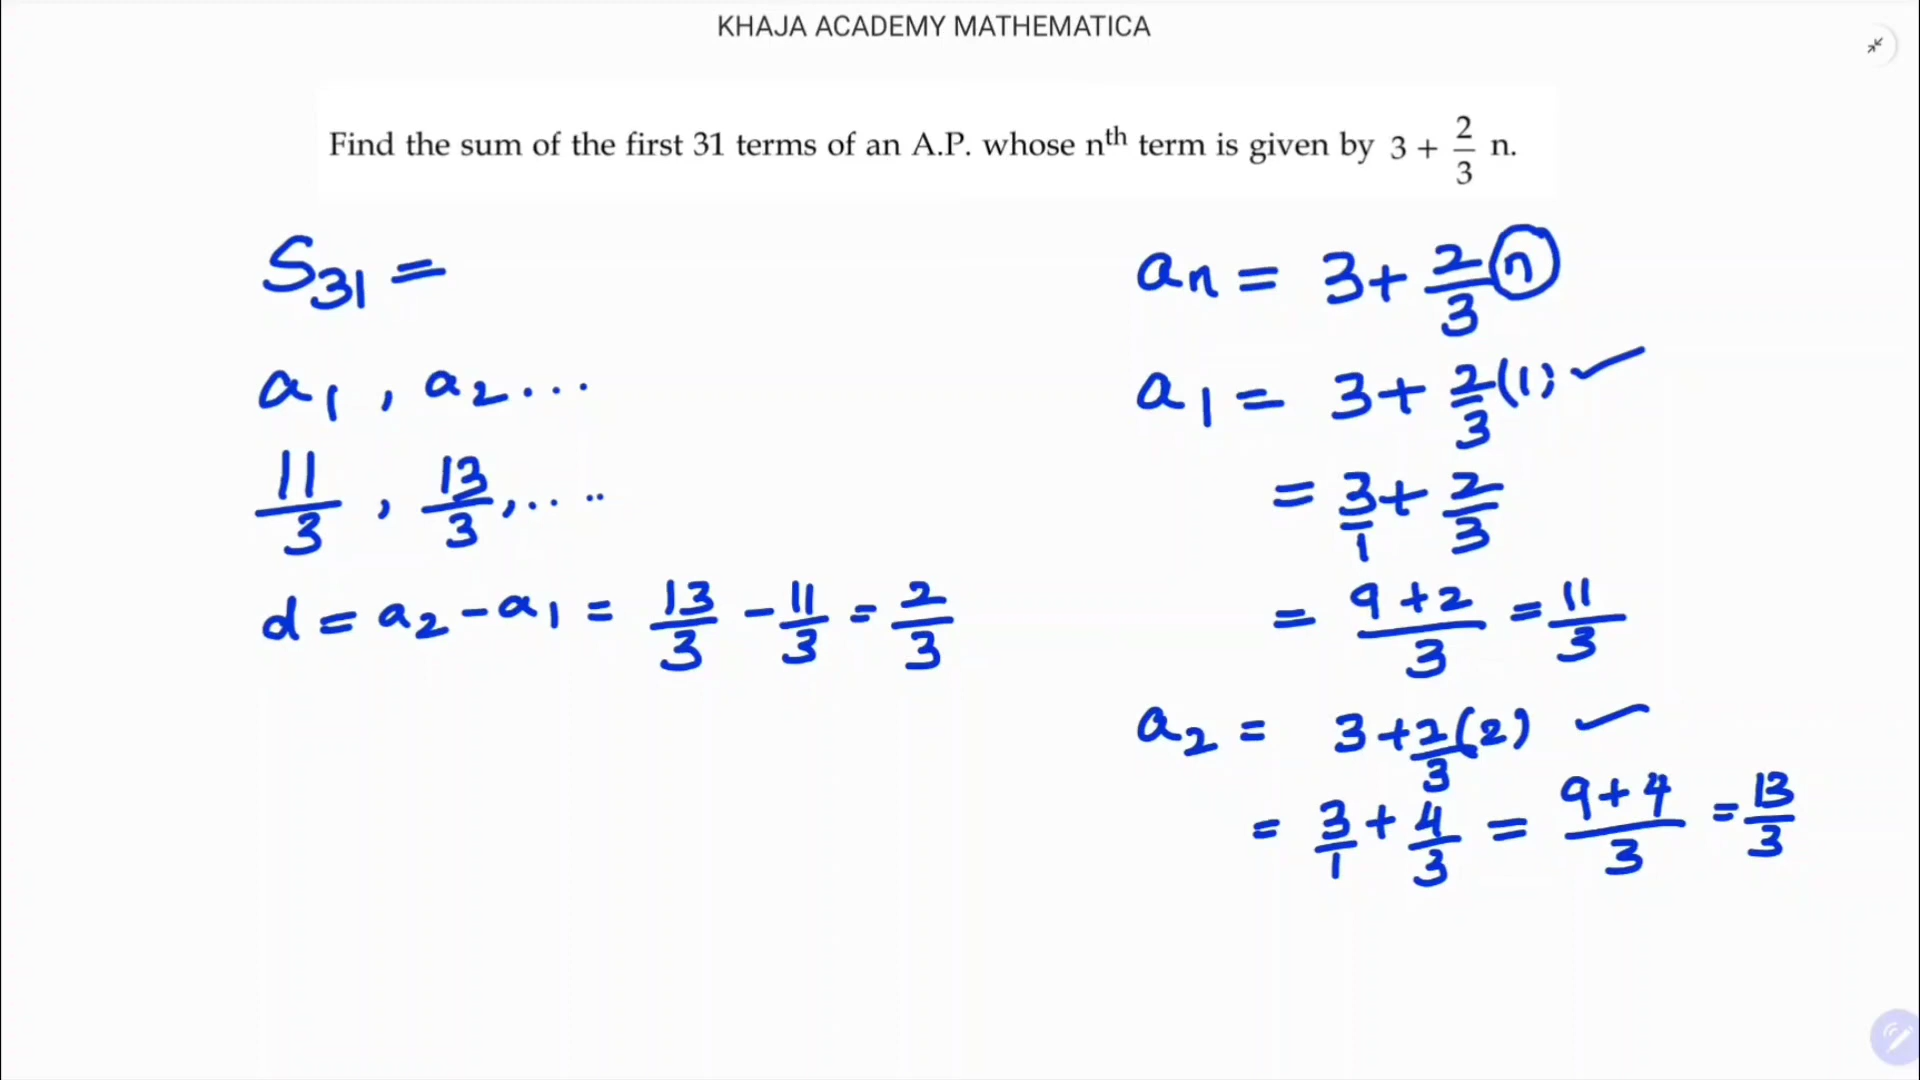 KHAJA ACADEMY MATHEMATICA
Find the sum of the first 31 terms of an A.P. whose nth term is given by 3 + 2/3 n.
S31 =
a1 , a2 ...
11/3 , 13/3 , .. ..
d = a2 - a1 = 13/3 - 11/3 = 2/3
an = 3 + 2/3 n
a1 = 3 + 2/3 (1) ✓
= 3/1 + 2/3
= 9+2/3 = 11/3
a2 = 3 + 2/3 (2) ✓
= 3/1 + 4/3 = 9+4/3 = 13/3